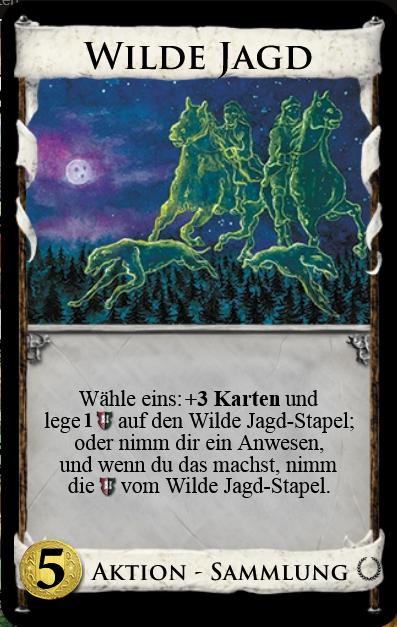 WILDE JAGD
Wähle eins: +3 Karten und
lege 1 auf den Wilde Jagd-Stapel;
oder nimm dir ein Anwesen,
und wenn du das machst, nimm
die vom Wilde Jagd-Stapel.
5 AKTION - SAMMLUNG